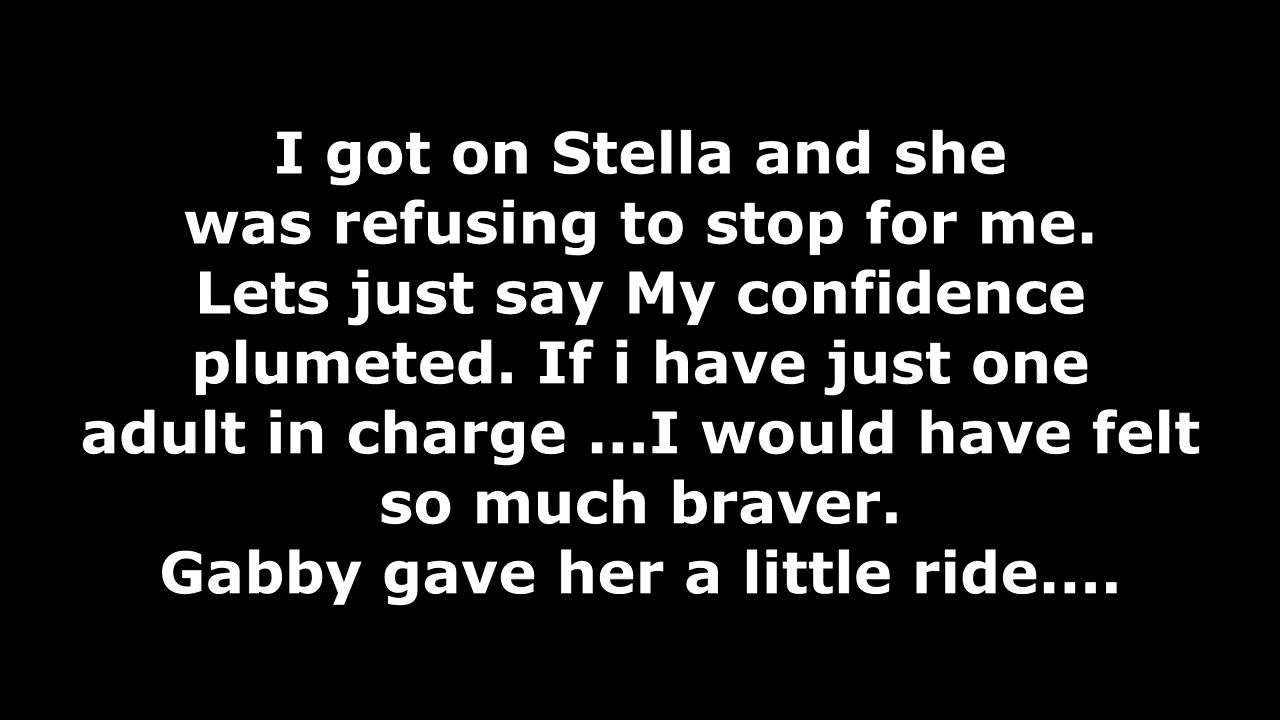 I got on Stella and she
was refusing to stop for me.
Lets just say My confidence
plumeted. If i have just one
adult in charge ...I would have felt
so much braver.
Gabby gave her a little ride....